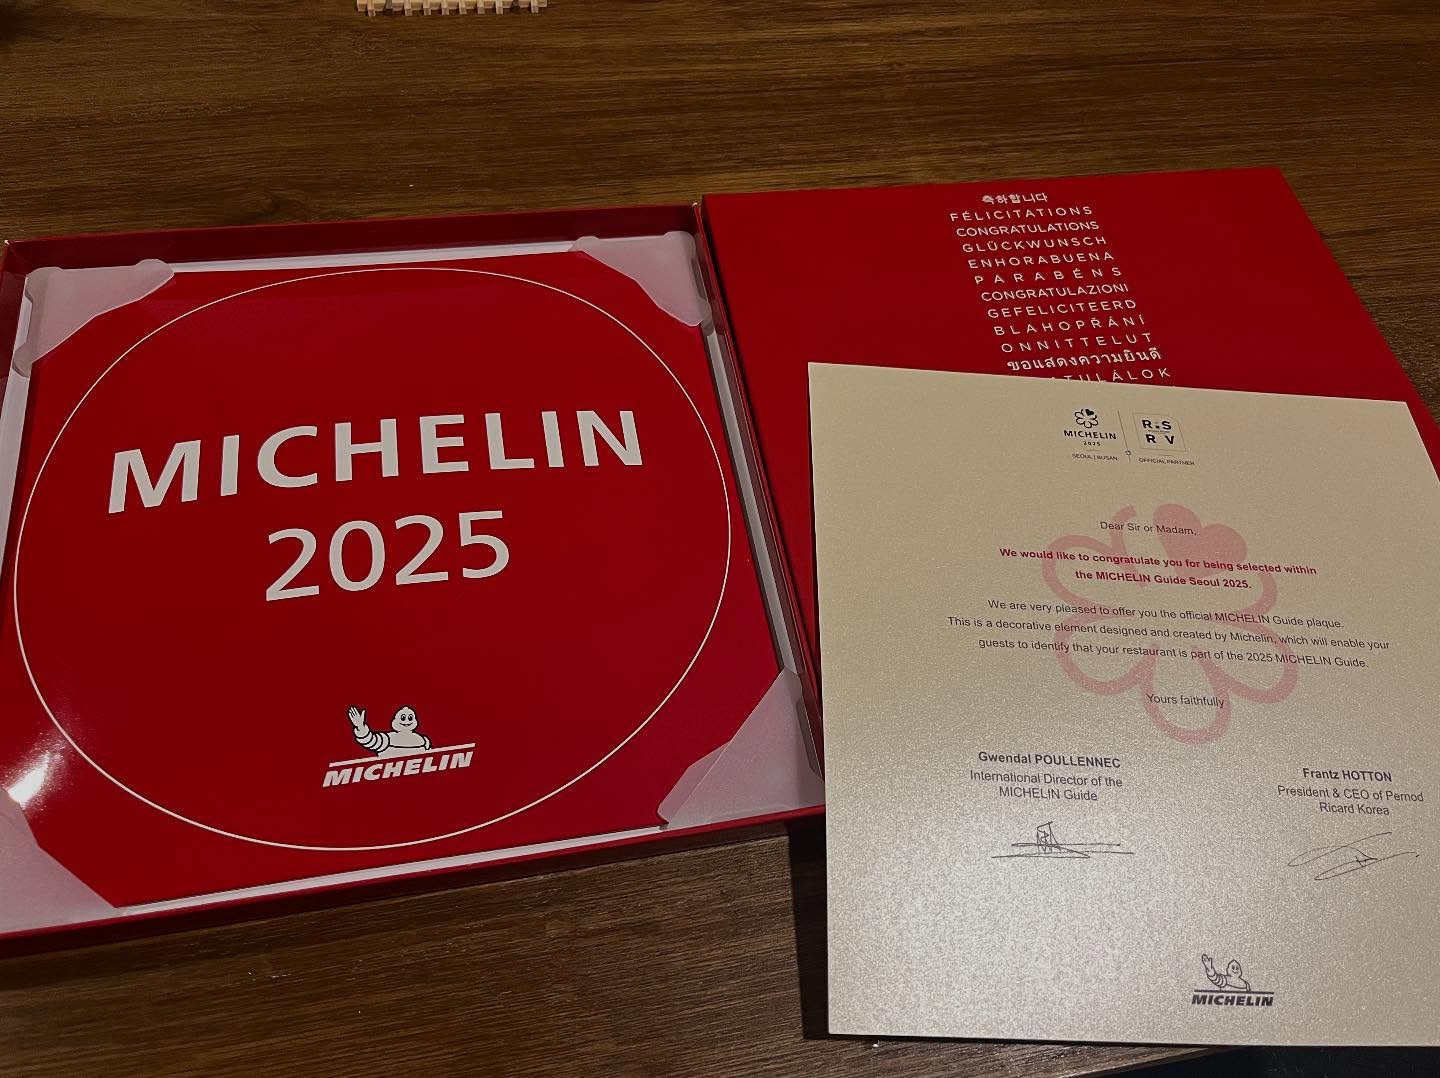 MICHELIN
2025
MICHELIN
축하합니다
FÉLICITATIONS
CONGRATULATIONS
GLÜCKWUNSCH
ENHORABUENA
PARABÉNS
CONGRATULAZIONI
GEFELICITEERD
BLAHOPŘÁNÍ
ONNITTELUT
ขอแสดงความยินดี
MICHELIN
2025
SEOUL | BUSAN
R:S
R V
OFFICIAL PARTNER
Dear Sir or Madam,
We would like to congratulate you for being selected within
the MICHELIN Guide Seoul 2025.
We are very pleased to offer you the official MICHELIN Guide plaque.
This is a decorative element designed and created by Michelin, which will enable your
guests to identify that your restaurant is part of the 2025 MICHELIN Guide.
Yours faithfully
Gwendal POULLENNEC
International Director of the
MICHELIN Guide
Frantz HOTTON
President & CEO of Pernod
Ricard Korea
MICHELIN